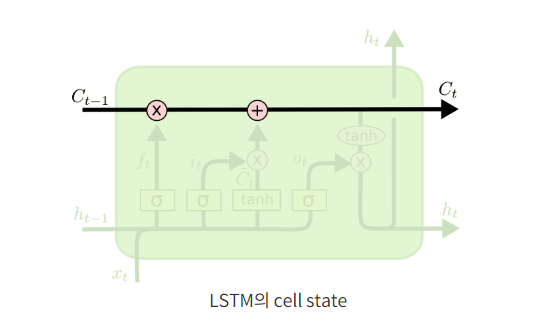 h_t
C_{t-1}
x
+
C_t
tanh
f_t
i_t
x
C̃_t
o_t
x
σ
σ
tanh
σ
h_{t-1}
h_t
x_t
LSTM의 cell state